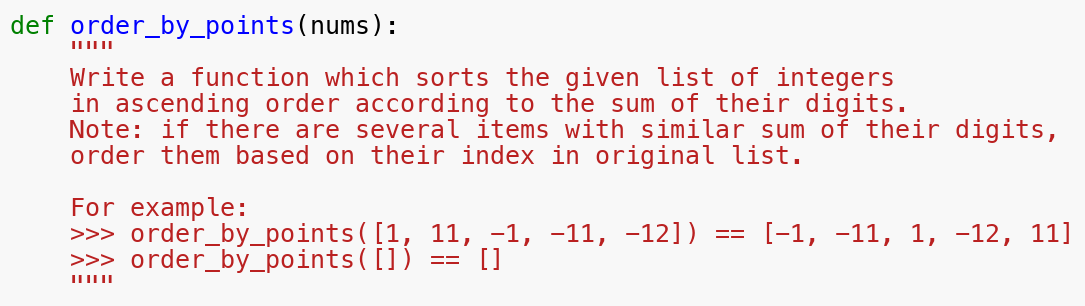 def order_by_points(nums):
    """
    Write a function which sorts the given list of integers
    in ascending order according to the sum of their digits.
    Note: if there are several items with similar sum of their digits,
    order them based on their index in original list.

    For example:
    >>> order_by_points([1, 11, −1, −11, −12]) == [−1, −11, 1, −12, 11]
    >>> order_by_points([]) == []
    """